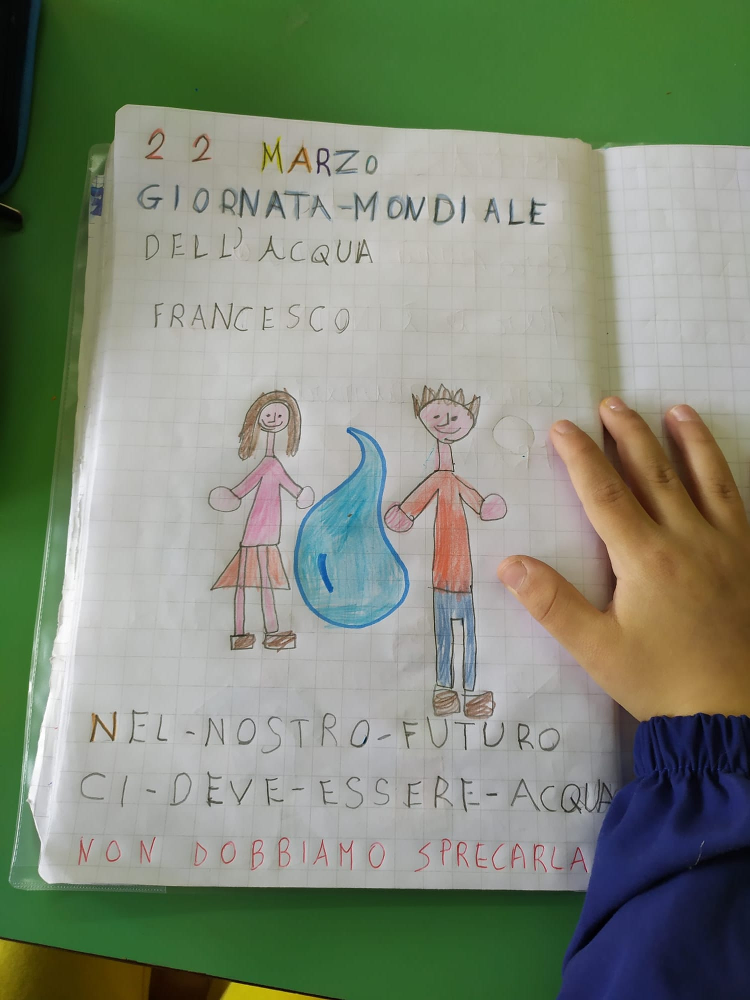 22 MARZO
GIORNATA-MONDIALE
DELL'ACQUA
FRANCESCO
NEL-NOSTRO-FUTURO
CI-DEVE-ESSERE-ACQUA
NON DOBBIAMO SPRECARLA